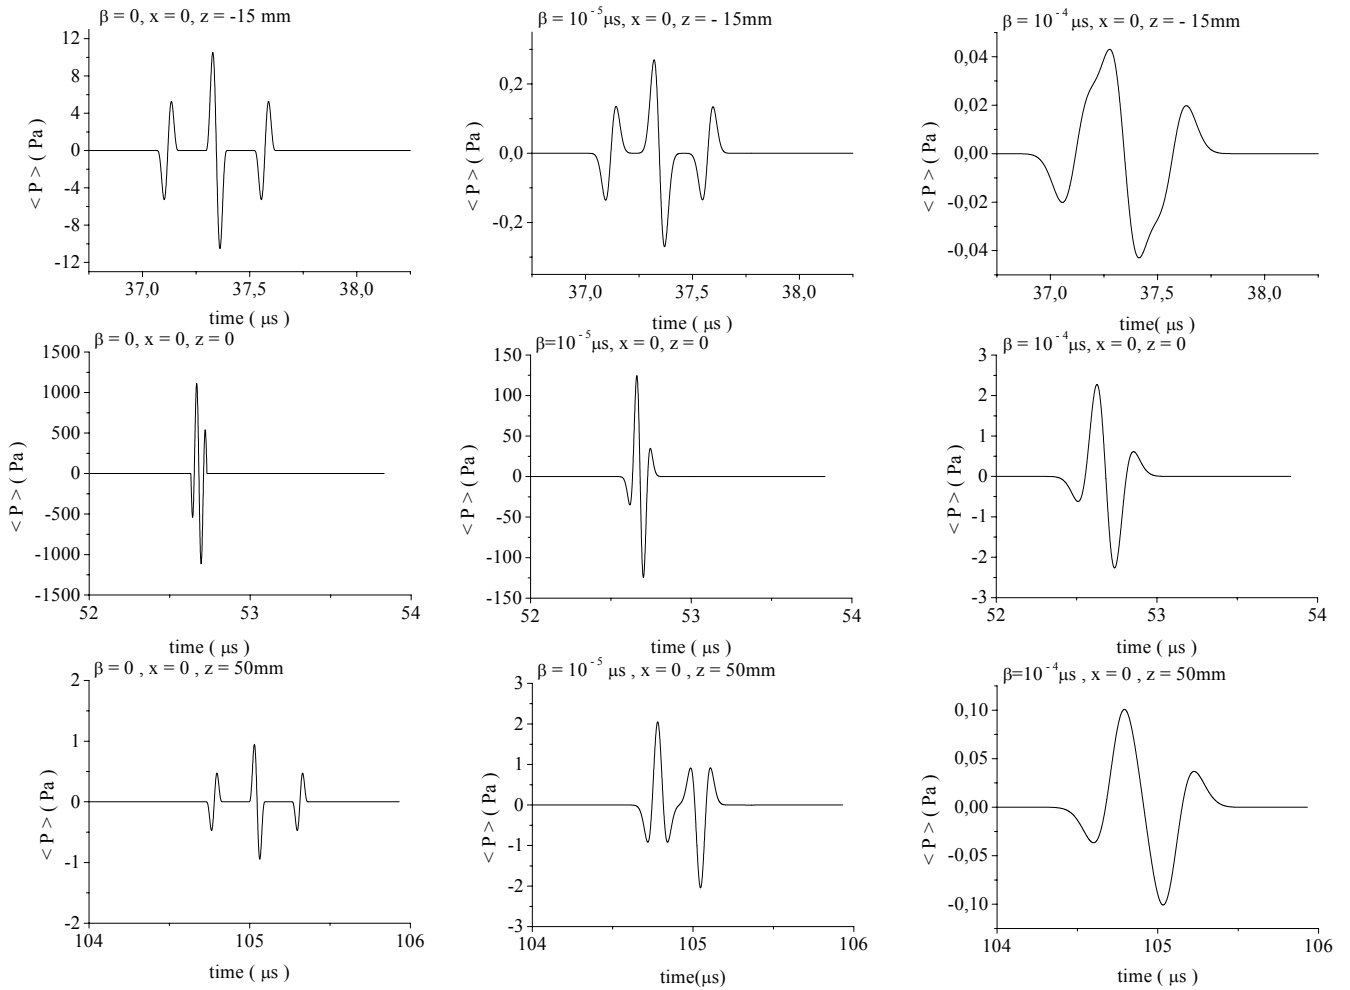 β = 0, x = 0, z = -15 mm
12
8
4
0
-4
-8
-12
< P > ( Pa )
37,0 37,5 38,0
time ( μs )
β = 10⁻⁵μs, x = 0, z = - 15mm
0,2
0,0
-0,2
< P > ( Pa )
37,0 37,5 38,0
time ( μs )
β = 10⁻⁴ μs, x = 0, z = - 15mm
0,04
0,02
0,00
-0,02
-0,04
< P > ( Pa )
37,0 37,5 38,0
time( μs )
β = 0, x = 0, z = 0
1500
1000
500
0
-500
-1000
-1500
< P > ( Pa )
52 53 54
time ( μs )
β=10⁻⁵μs, x = 0, z = 0
150
100
50
0
-50
-100
-150
< P > ( Pa )
52 53 54
time ( μs )
β = 10⁻⁴μs, x = 0, z = 0
3
2
1
0
-1
-2
-3
< P > ( Pa )
52 53 54
time ( μs )
β = 0 , x = 0 , z = 50mm
2
1
0
-1
-2
< P > ( Pa )
104 105 106
time ( μs )
β = 10⁻⁵ μs , x = 0 , z = 50mm
3
2
1
0
-1
-2
-3
< P > ( Pa )
104 105 106
time(μs)
β=10⁻⁴μs , x = 0 , z = 50mm
0,10
0,05
0,00
-0,05
-0,10
< P > ( Pa )
104 105 106
time ( μs )